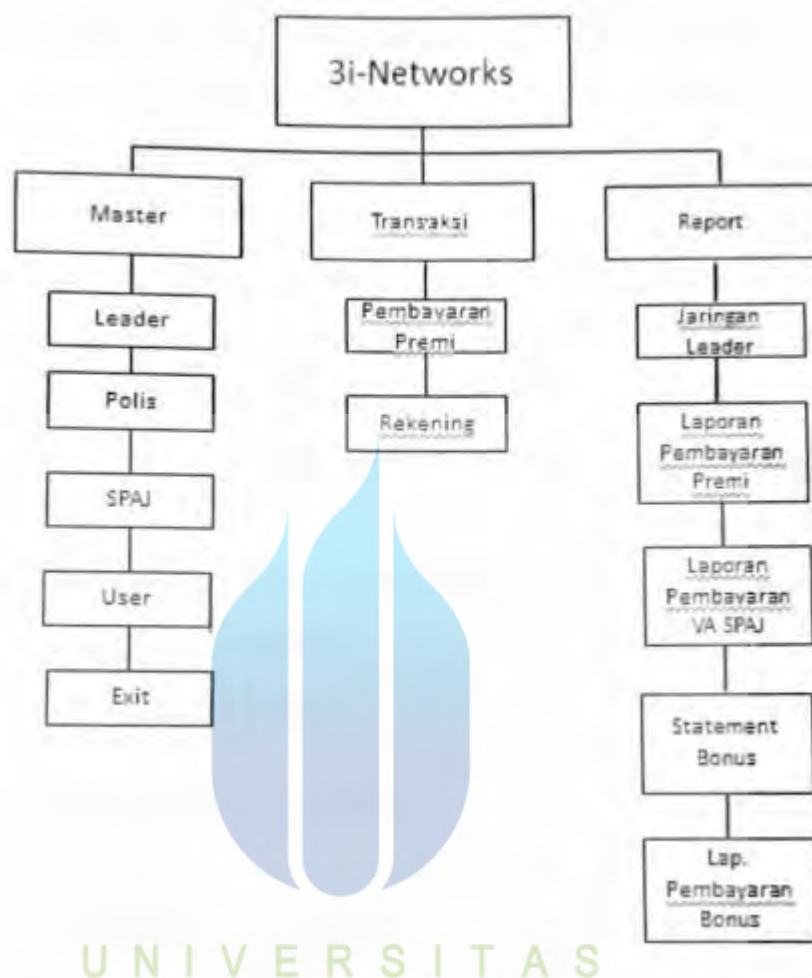 3i-Networks
Master
Transaksi
Report
Leader
Polis
SPAJ
User
Exit
Pembayaran
Premi
Rekening
Jaringan
Leader
Laporan
Pembayaran
Premi
Laporan
Pembayaran
VA SPAJ
Statement
Bonus
Lap.
Pembayaran
Bonus
UNIVERSITAS